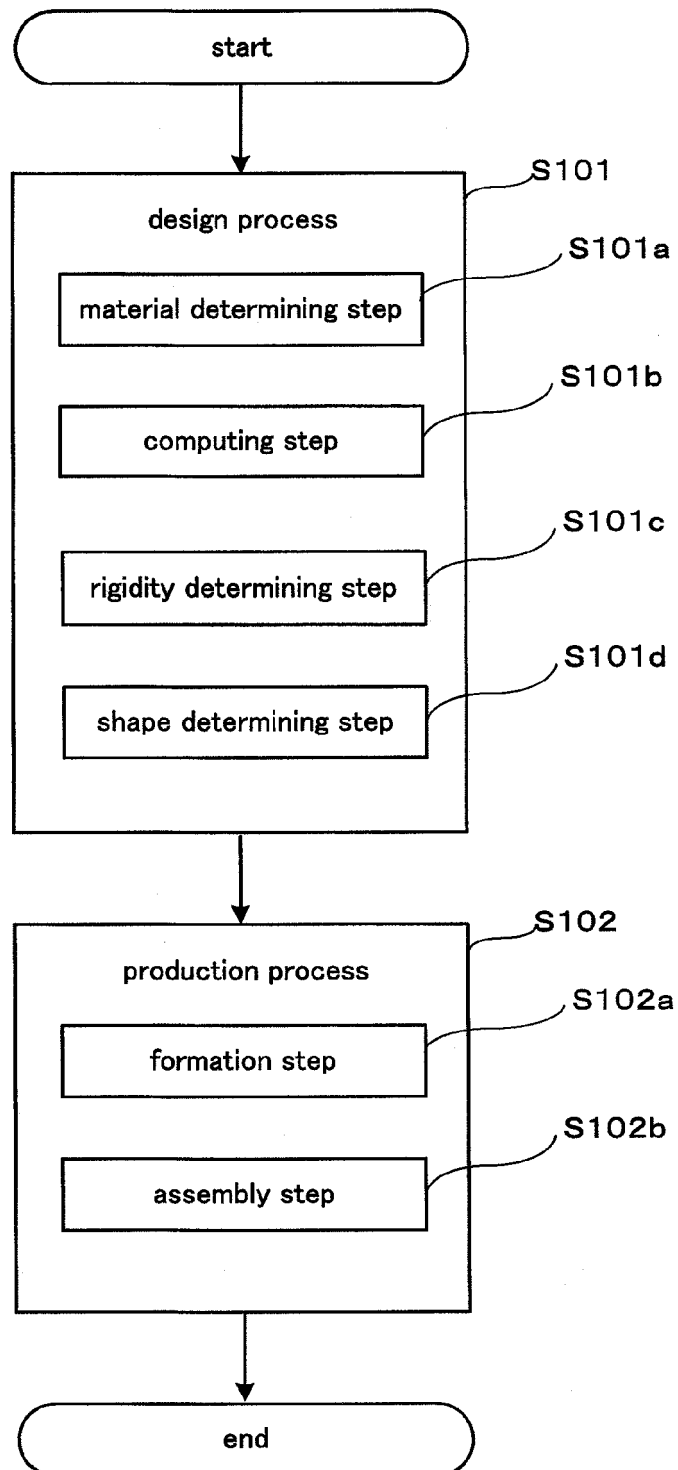 start
S101
design process
S101a
material determining step
S101b
computing step
S101c
rigidity determining step
S101d
shape determining step
S102
production process
S102a
formation step
S102b
assembly step
end